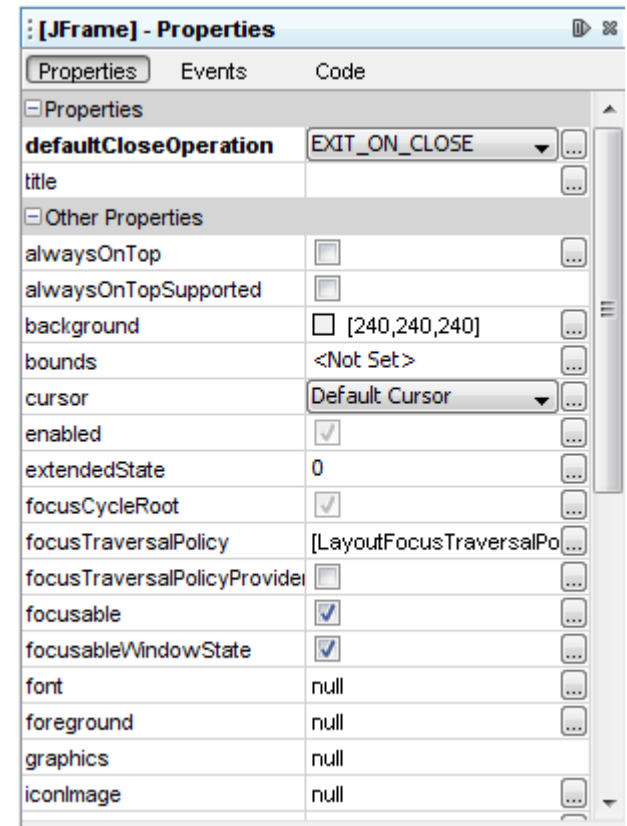 [JFrame] - Properties
Properties Events Code
Properties
defaultCloseOperation EXIT_ON_CLOSE ...
title ...
Other Properties
alwaysOnTop ...
alwaysOnTopSupported
background [240,240,240] ...
bounds <Not Set> ...
cursor Default Cursor ...
enabled ...
extendedState 0 ...
focusCycleRoot ...
focusTraversalPolicy [LayoutFocusTraversalPo ...
focusTraversalPolicyProvider ...
focusable ...
focusableWindowState ...
font null ...
foreground null ...
graphics null
iconImage null ...